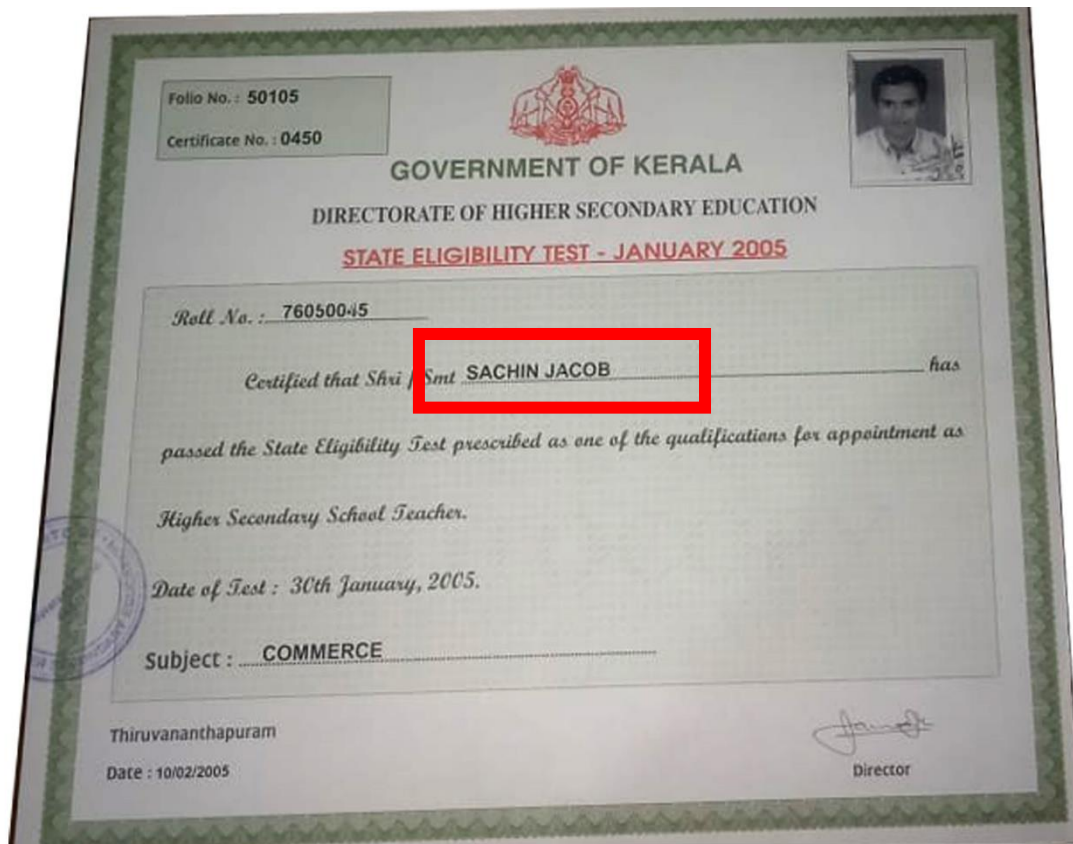 Folio No. : 50105
Certificate No. : 0450
GOVERNMENT OF KERALA
DIRECTORATE OF HIGHER SECONDARY EDUCATION
STATE ELIGIBILITY TEST - JANUARY 2005
Roll No. : 76050045
Certified that Shri / Smt SACHIN JACOB has
passed the State Eligibility Test prescribed as one of the qualifications for appointment as
Higher Secondary School Teacher.
Date of Test : 30th January, 2005.
Subject : COMMERCE
Thiruvananthapuram
Date : 10/02/2005
Director